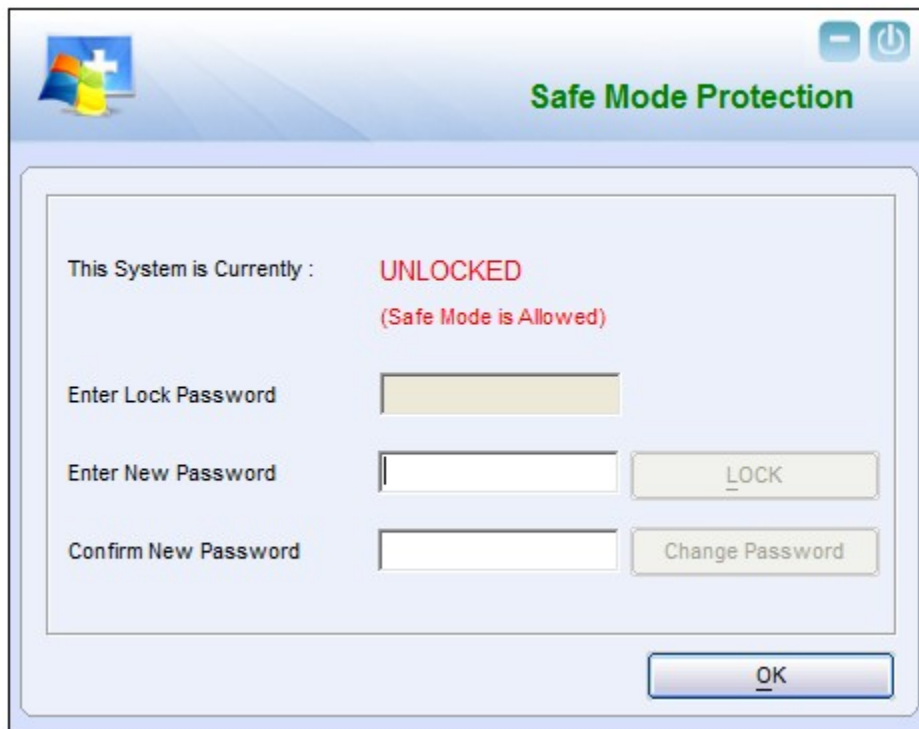 Safe Mode Protection
This System is Currently : UNLOCKED
(Safe Mode is Allowed)
Enter Lock Password
Enter New Password
LOCK
Confirm New Password
Change Password
OK